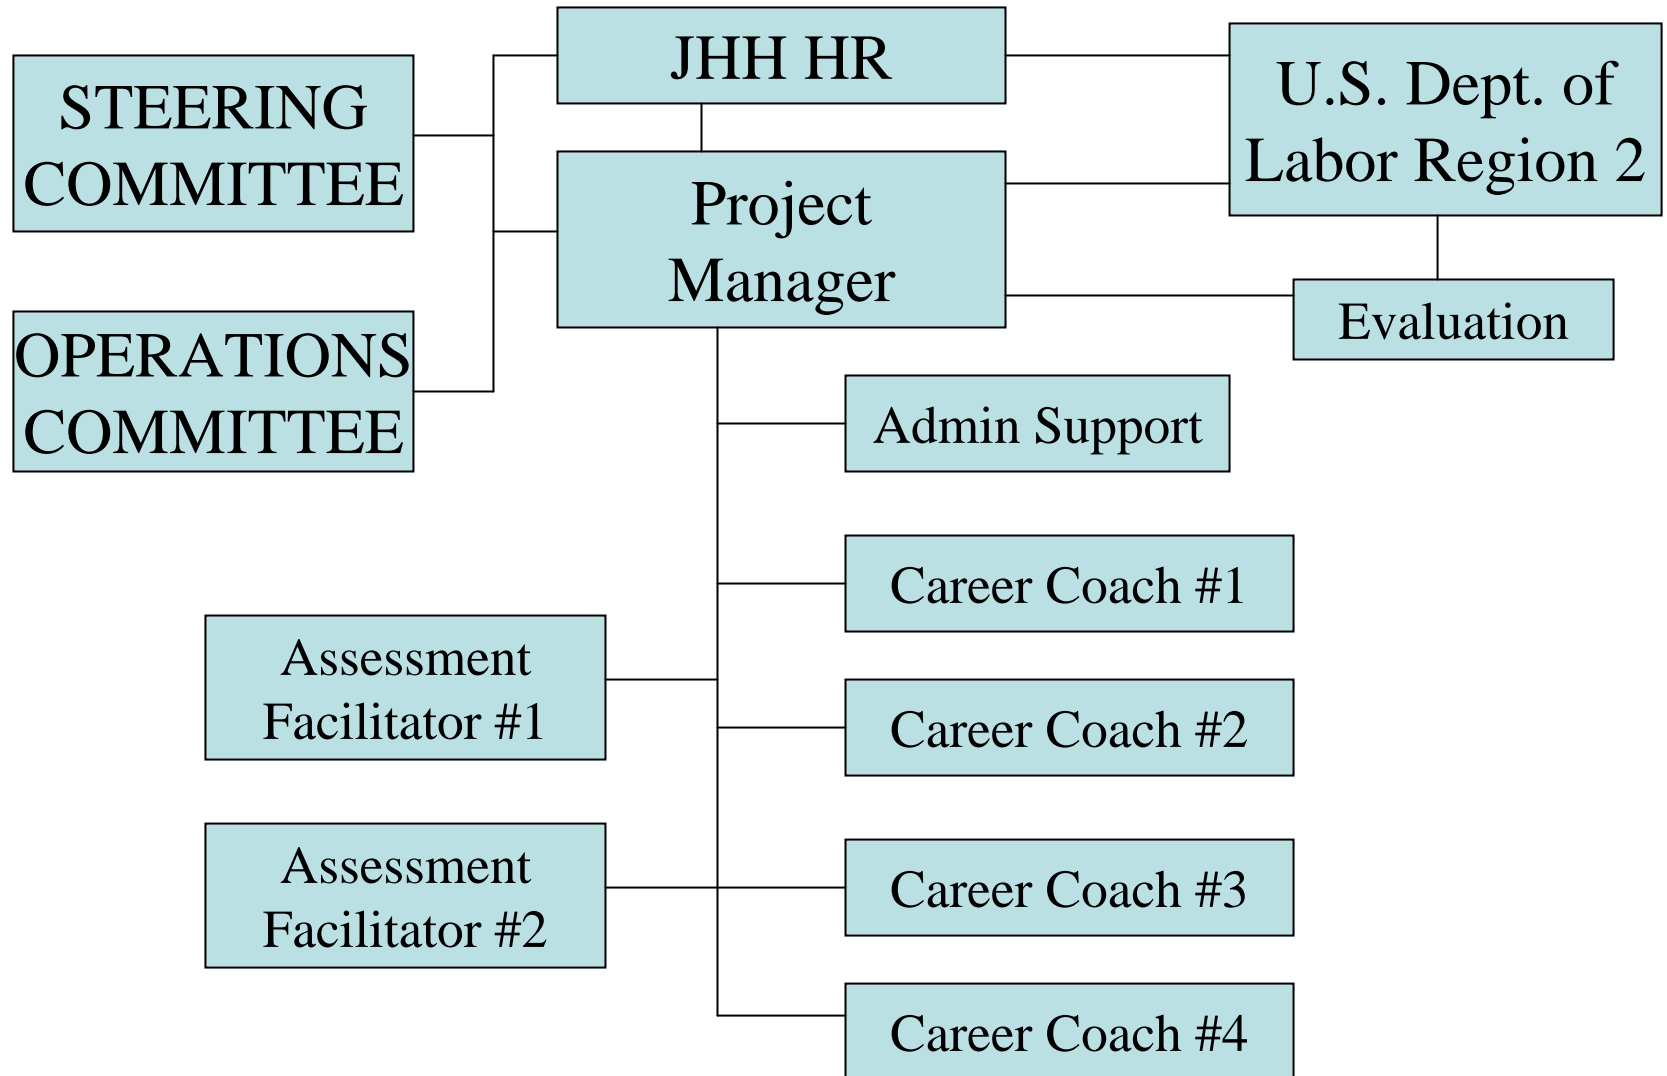 JHH HR
STEERING
COMMITTEE
U.S. Dept. of
Labor Region 2
Project
Manager
OPERATIONS
COMMITTEE
Evaluation
Admin Support
Career Coach #1
Assessment
Facilitator #1
Career Coach #2
Assessment
Facilitator #2
Career Coach #3
Career Coach #4